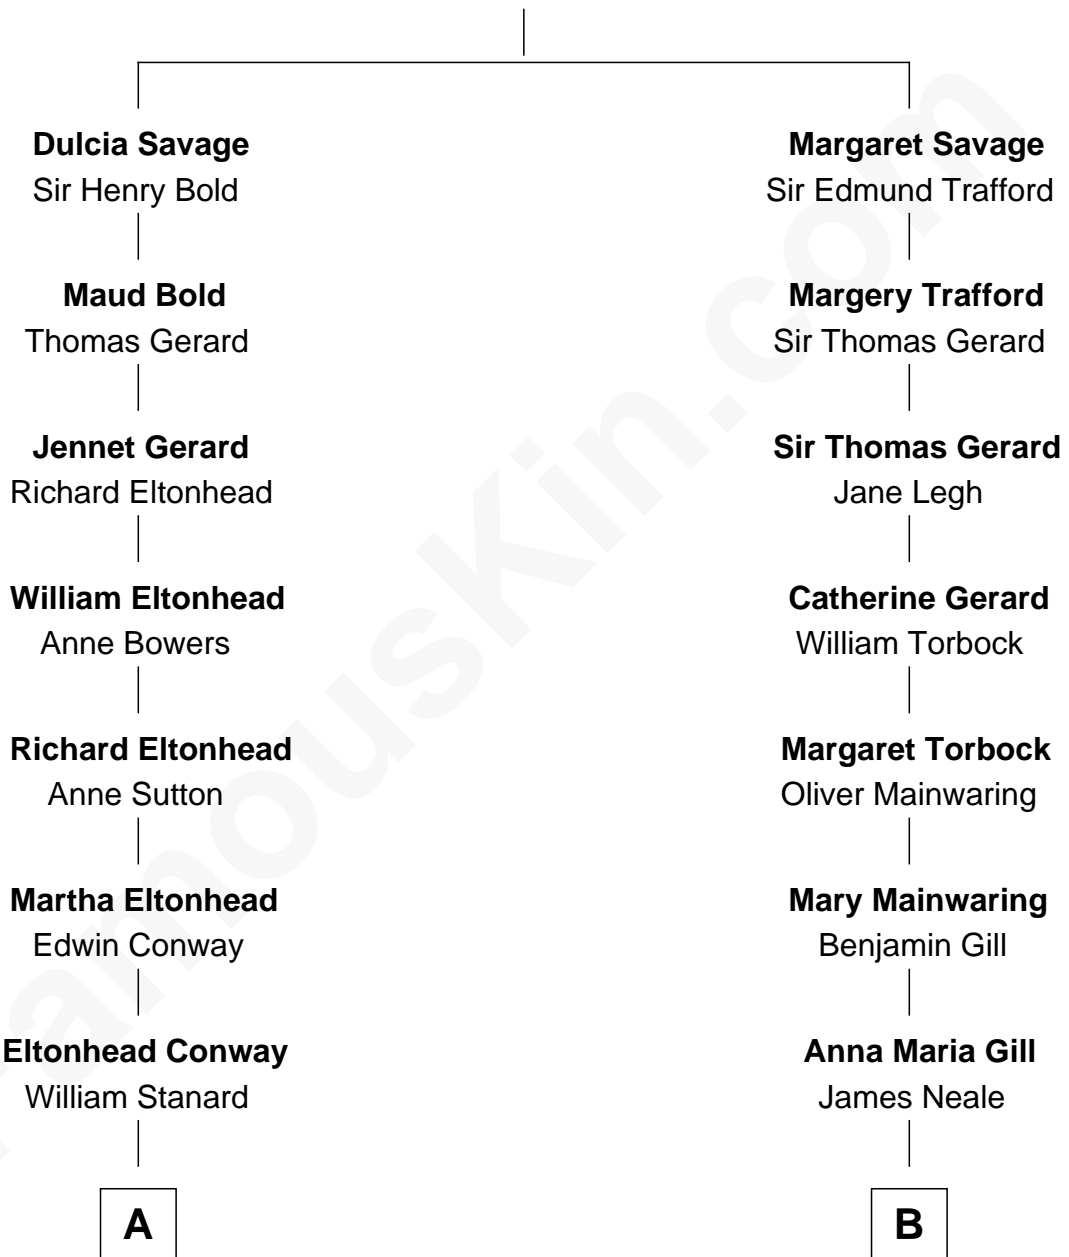 Dulcia Savage
Sir Henry Bold
Margaret Savage
Sir Edmund Trafford
Maud Bold
Thomas Gerard
Margery Trafford
Sir Thomas Gerard
Jennet Gerard
Richard Eltonhead
Sir Thomas Gerard
Jane Legh
William Eltonhead
Anne Bowers
Catherine Gerard
William Torbock
Richard Eltonhead
Anne Sutton
Margaret Torbock
Oliver Mainwaring
Martha Eltonhead
Edwin Conway
Mary Mainwaring
Benjamin Gill
Eltonhead Conway
William Stanard
Anna Maria Gill
James Neale
A
B
FamousKin.com